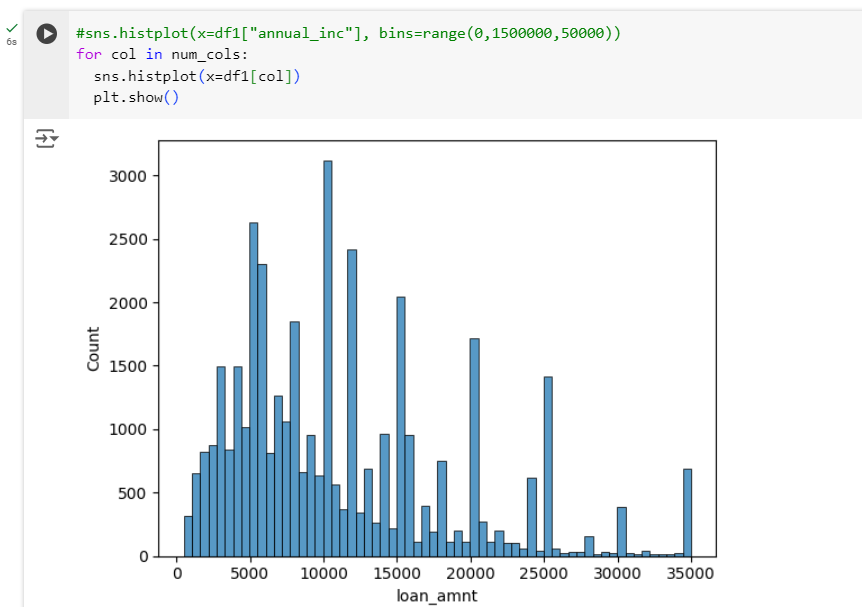 #sns.histplot(x=df1["annual_inc"], bins=range(0,1500000,50000))
for col in num_cols:
  sns.histplot(x=df1[col])
  plt.show()
6s
3000
2500
2000
1500
1000
500
0
Count
0 5000 10000 15000 20000 25000 30000 35000
loan_amnt